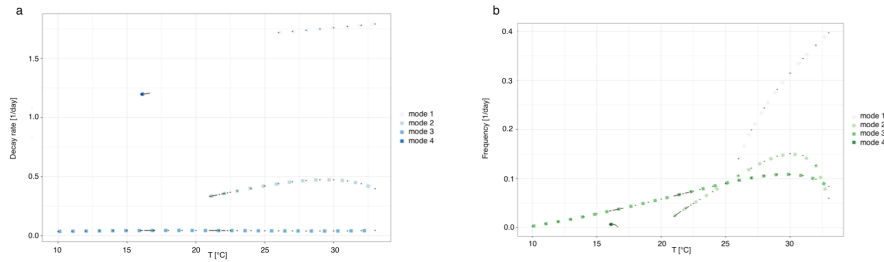 a
Decay rate [1/day]
1.5
1.0
0.5
0.0
10
15
20
25
30
T [°C]
mode 1
mode 2
mode 3
mode 4
b
Frequency [1/day]
0.4
0.3
0.2
0.1
0.0
10
15
20
25
30
T [°C]
mode 1
mode 2
mode 3
mode 4